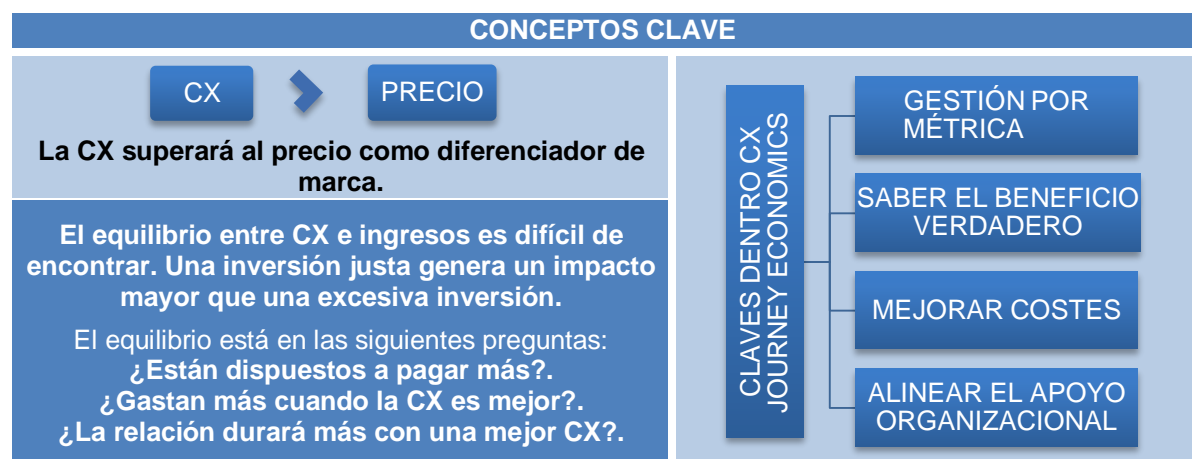 CONCEPTOS CLAVE
CX
PRECIO
La CX superará al precio como diferenciador de
marca.
El equilibrio entre CX e ingresos es difícil de
encontrar. Una inversión justa genera un impacto
mayor que una excesiva inversión.
El equilibrio está en las siguientes preguntas:
¿Están dispuestos a pagar más?.
¿Gastan más cuando la CX es mejor?.
¿La relación durará más con una mejor CX?.
CLAVES DENTRO CX
JOURNEY ECONOMICS
GESTIÓN POR
MÉTRICA
SABER EL BENEFICIO
VERDADERO
MEJORAR COSTES
ALINEAR EL APOYO
ORGANIZACIONAL